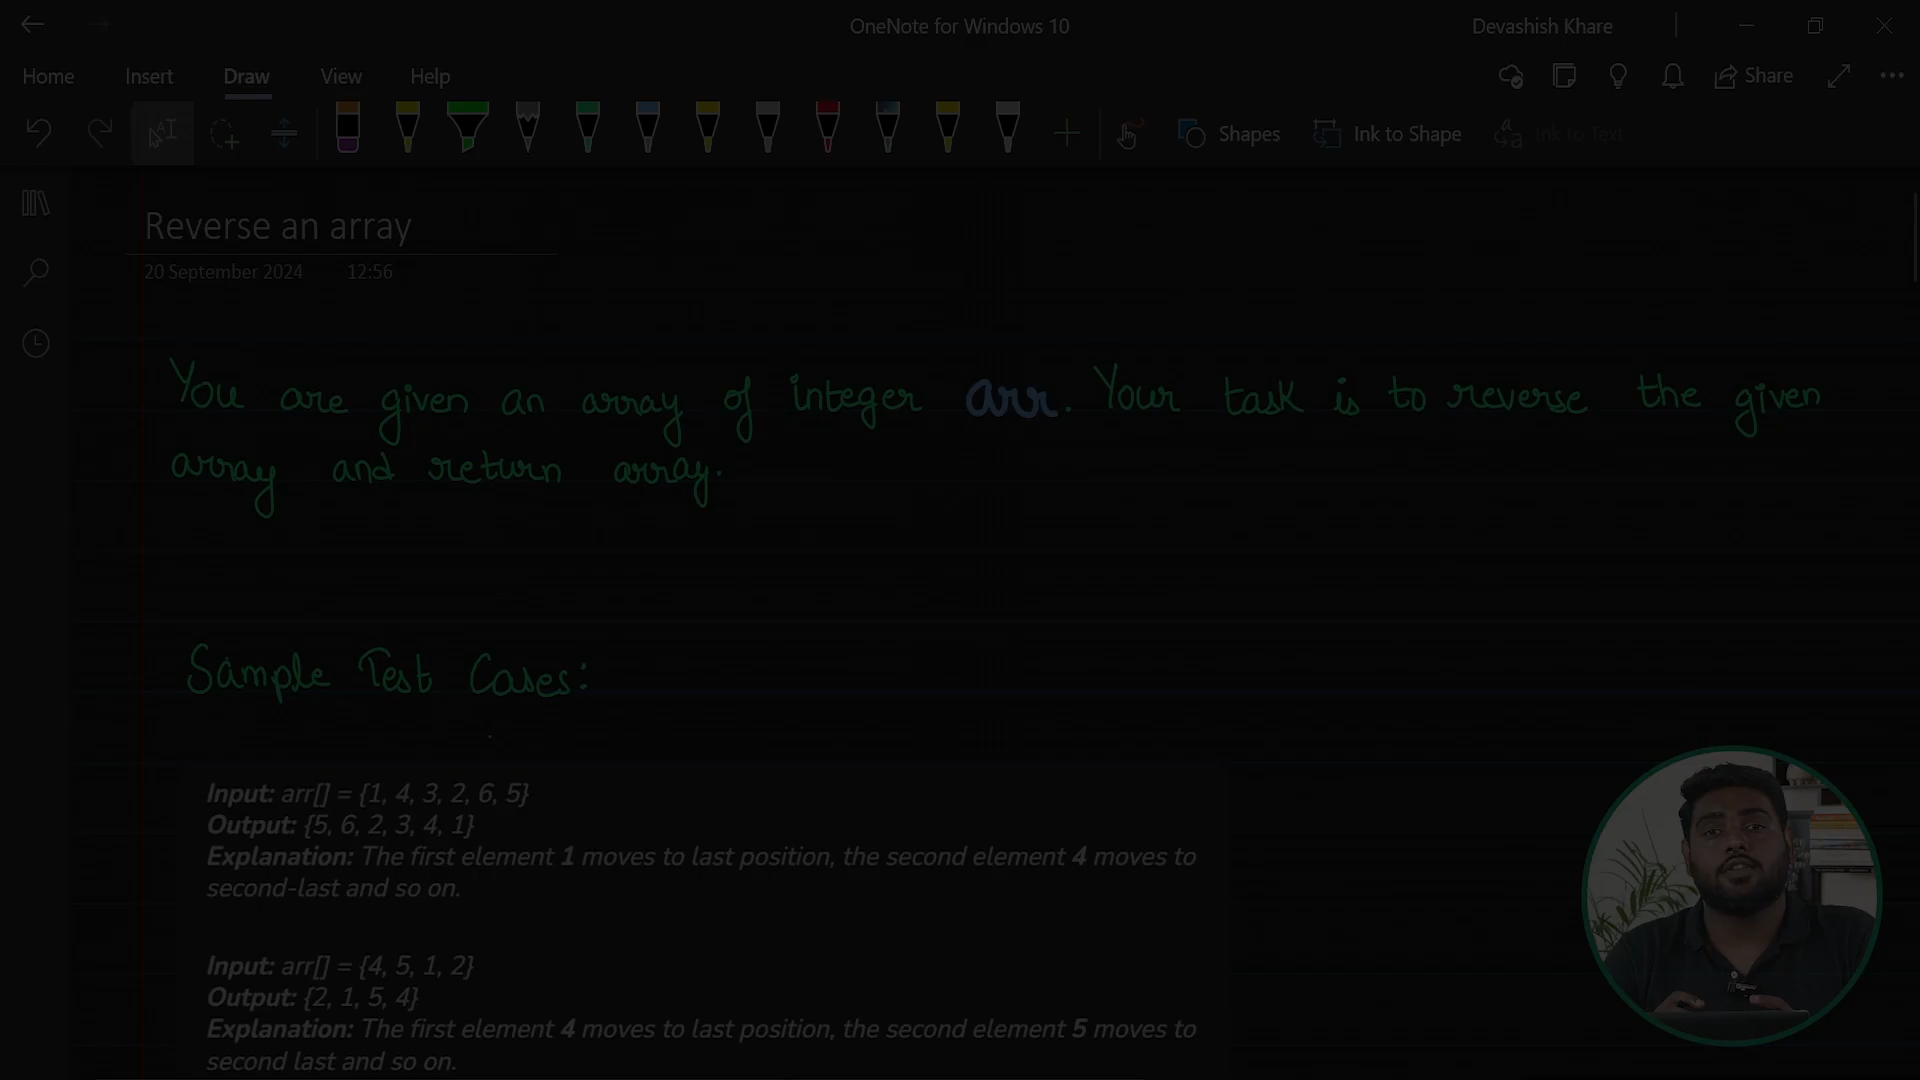 OneNote for Windows 10
Devashish Khare
Home Insert Draw View Help
Share
Shapes Ink to Shape Ink to Text
Reverse an array
20 September 2024 12:56
You are given an array of integer arr. Your task is to reverse the given
array and return array.
Sample Test Cases:
Input: arr[] = {1, 4, 3, 2, 6, 5}
Output: {5, 6, 2, 3, 4, 1}
Explanation: The first element 1 moves to last position, the second element 4 moves to
second-last and so on.
Input: arr[] = {4, 5, 1, 2}
Output: {2, 1, 5, 4}
Explanation: The first element 4 moves to last position, the second element 5 moves to
second last and so on.